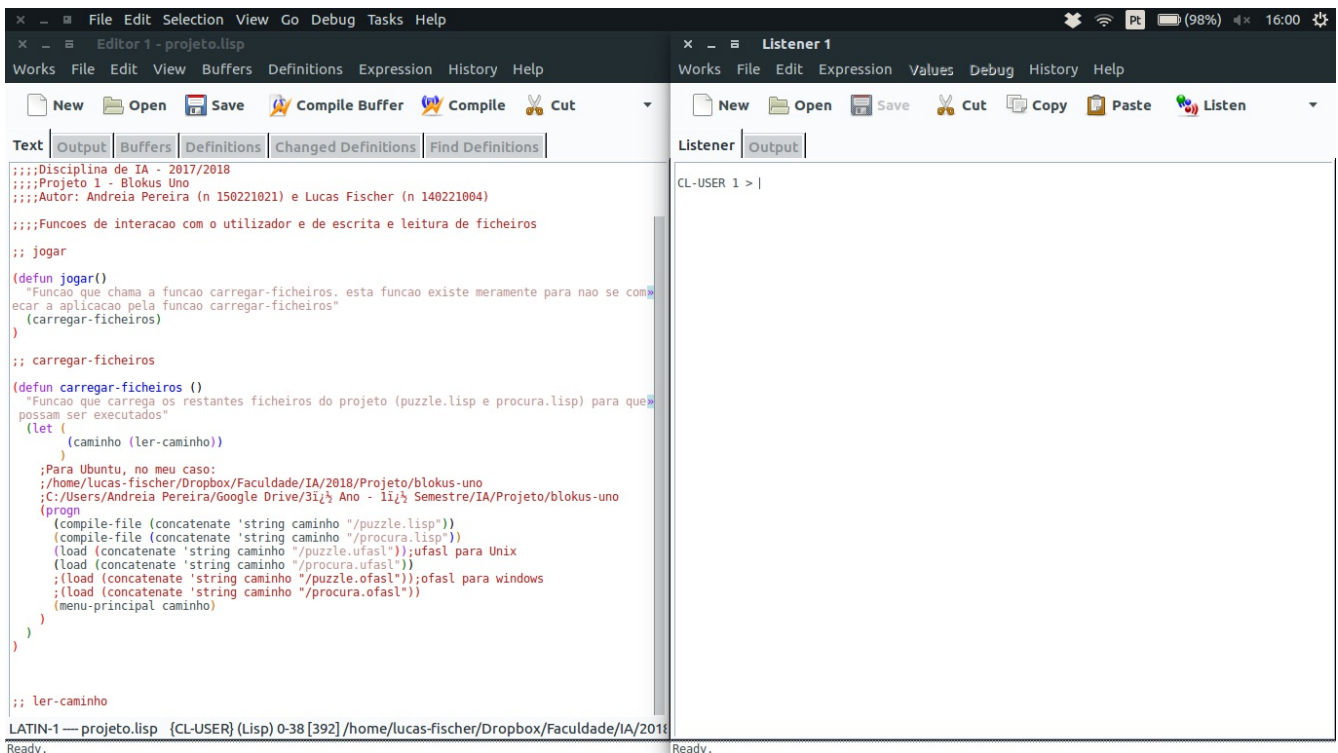 File Edit Selection View Go Debug Tasks Help
Pt (98%) 16:00
Editor 1 - projeto.lisp
Works File Edit View Buffers Definitions Expression History Help
New Open Save Compile Buffer Compile Cut
Text Output Buffers Definitions Changed Definitions Find Definitions
;;;;Disciplina de IA - 2017/2018
;;;;Projeto 1 - Blokus Uno
;;;;Autor: Andreia Pereira (n 150221021) e Lucas Fischer (n 140221004)
;;;;Funcoes de interacao com o utilizador e de escrita e leitura de ficheiros
;; jogar
(defun jogar()
"Funcao que chama a funcao carregar-ficheiros. esta funcao existe meramente para nao se com»
ecar a aplicacao pela funcao carregar-ficheiros"
(carregar-ficheiros)
)
;; carregar-ficheiros
(defun carregar-ficheiros ()
"Funcao que carrega os restantes ficheiros do projeto (puzzle.lisp e procura.lisp) para que»
possam ser executados"
(let (
(caminho (ler-caminho))
)
;Para Ubuntu, no meu caso:
;/home/lucas-fischer/Dropbox/Faculdade/IA/2018/Projeto/blokus-uno
;C:/Users/Andreia Pereira/Google Drive/3ï¿½ Ano - 1ï¿½ Semestre/IA/Projeto/blokus-uno
(progn
(compile-file (concatenate 'string caminho "/puzzle.lisp"))
(compile-file (concatenate 'string caminho "/procura.lisp"))
(load (concatenate 'string caminho "/puzzle.ufasl"));ufasl para Unix
(load (concatenate 'string caminho "/procura.ufasl"))
;(load (concatenate 'string caminho "/puzzle.ofasl"));ofasl para windows
;(load (concatenate 'string caminho "/procura.ofasl"))
(menu-principal caminho)
)
)
)
;; ler-caminho
LATIN-1 ---- projeto.lisp {CL-USER} (Lisp) 0-38 [392] /home/lucas-fischer/Dropbox/Faculdade/IA/2018
Ready.
Listener 1
Works File Edit Expression Values Debug History Help
New Open Save Cut Copy Paste Listen
Listener Output
CL-USER 1 >
Ready.